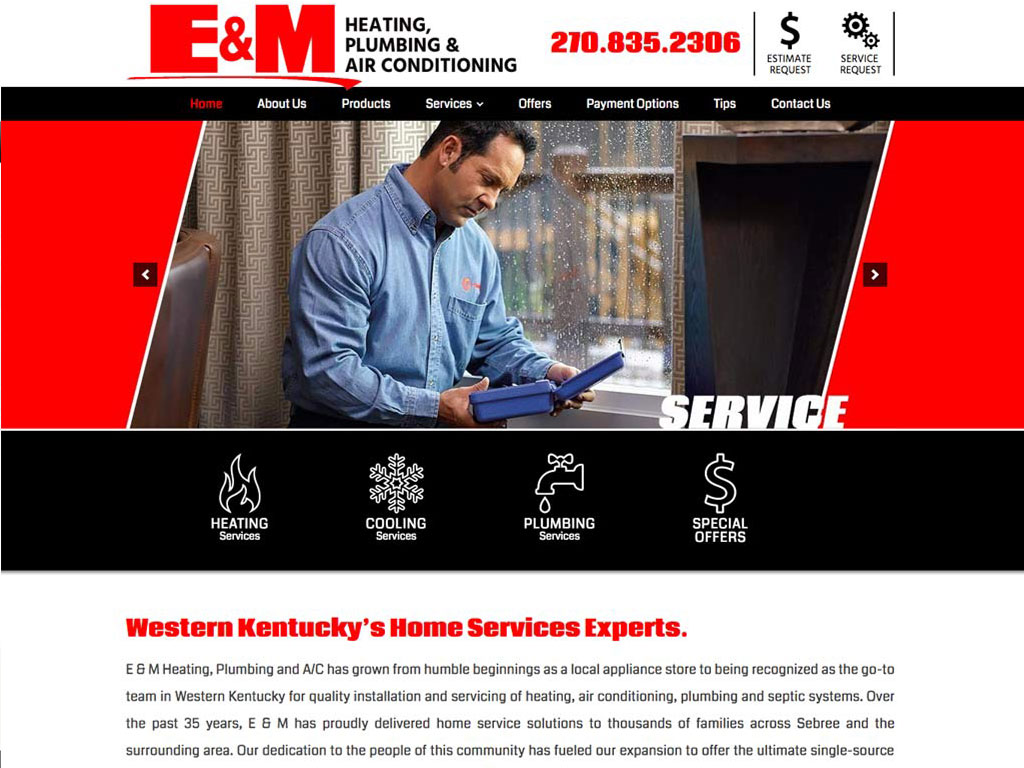 E&M
HEATING,
PLUMBING &
AIR CONDITIONING
270.835.2306
$
ESTIMATE
REQUEST
SERVICE
REQUEST
Home
About Us
Products
Services
Offers
Payment Options
Tips
Contact Us
SERVICE
$
HEATING
Services
COOLING
Services
PLUMBING
Services
SPECIAL
OFFERS
Western Kentucky's Home Services Experts.
E & M Heating, Plumbing and A/C has grown from humble beginnings as a local appliance store to being recognized as the go-to
team in Western Kentucky for quality installation and servicing of heating, air conditioning, plumbing and septic systems. Over
the past 35 years, E & M has proudly delivered home service solutions to thousands of families across Sebree and the
surrounding area. Our dedication to the people of this community has fueled our expansion to offer the ultimate single-source